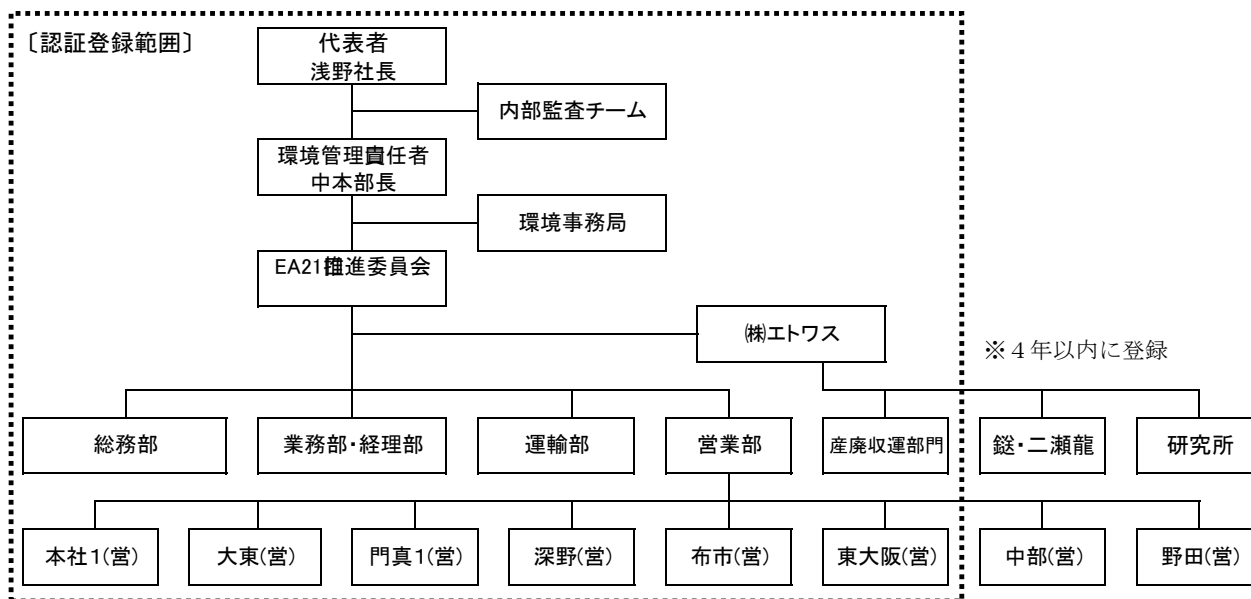 〔認証登録範囲〕
代表者
浅野社長
内部監査チーム
環境管理責任者
中本部長
環境事務局
EA21推進委員会
㈱エトワス
※４年以内に登録
総務部
業務部・経理部
運輸部
営業部
産廃収運部門
鎹・二瀬龍
研究所
本社1(営)
大東(営)
門真1(営)
深野(営)
布市(営)
東大阪(営)
中部(営)
野田(営)